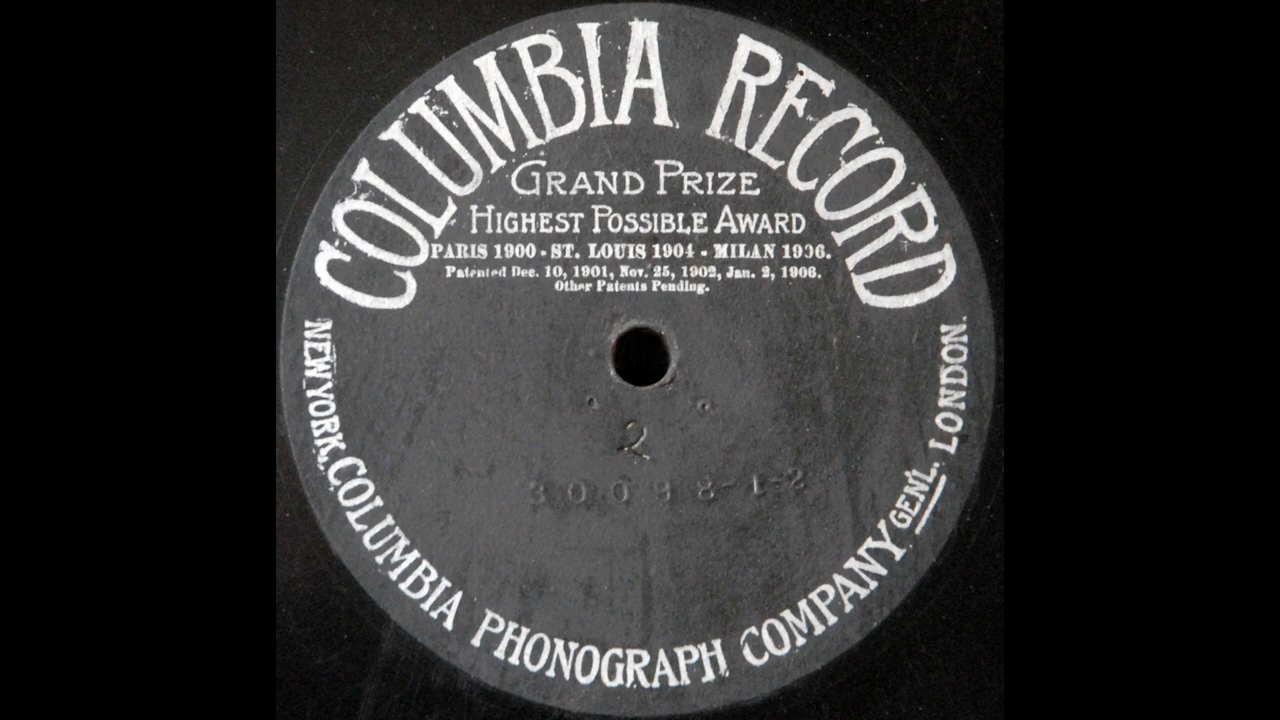 COLUMBIA RECORD
GRAND PRIZE
HIGHEST POSSIBLE AWARD
PARIS 1900 - ST. LOUIS 1904 - MILAN 1906.
Patented Dec. 10, 1901, Nov. 25, 1902, Jan. 2, 1906.
Other Patents Pending.
2
30098-1-2
NEW YORK, COLUMBIA PHONOGRAPH COMPANY GENL. LONDON.